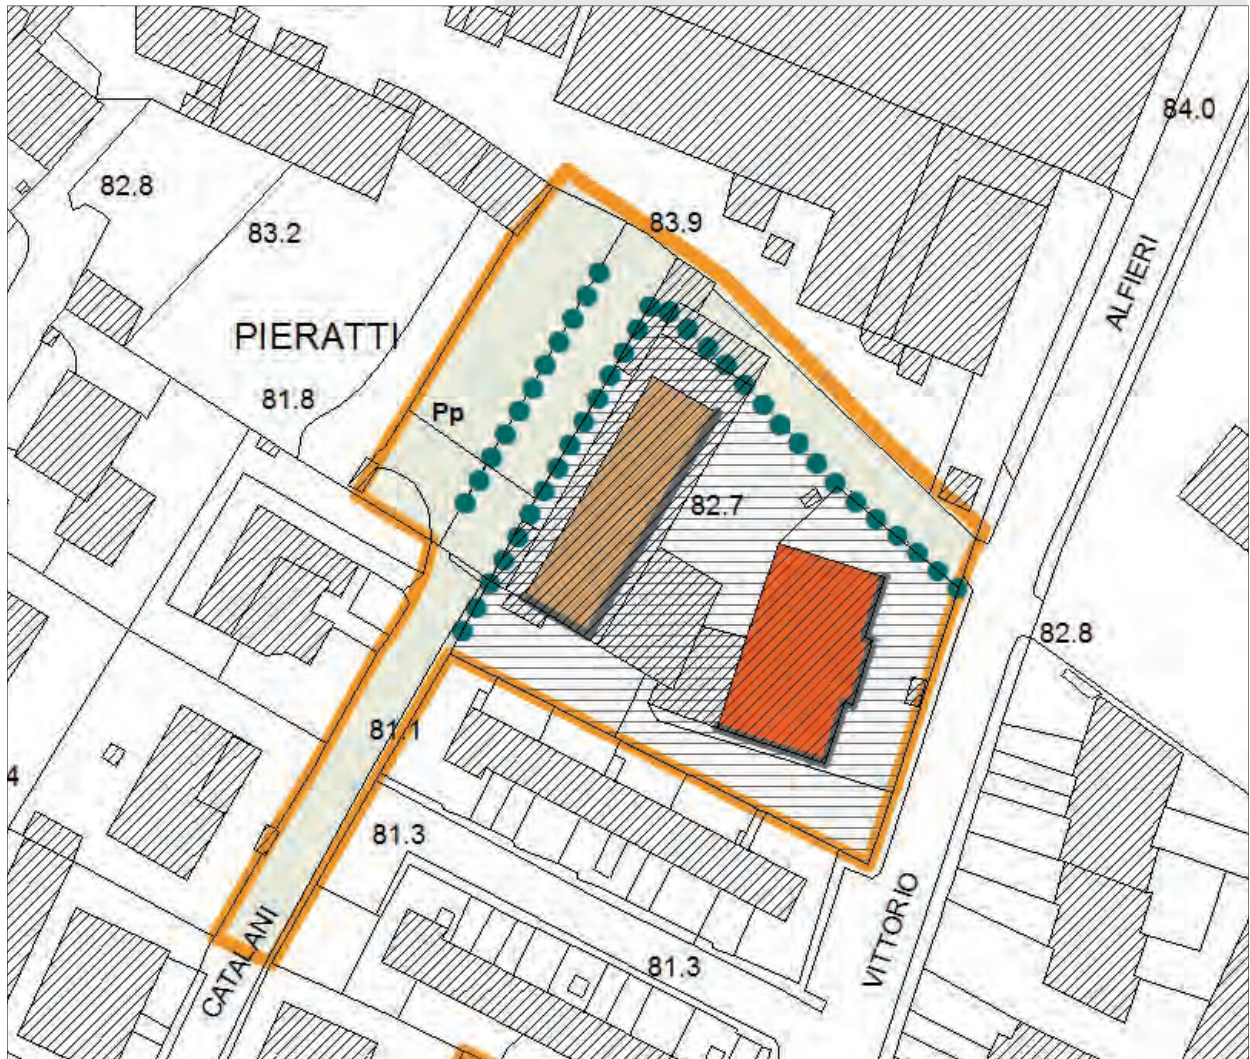 84.0
82.8
83.9
83.2
ALFIERI
PIERATTI
81.8
Pp
82.7
82.8
81.1
4
81.3
VITTORIO
81.3
CATALANI